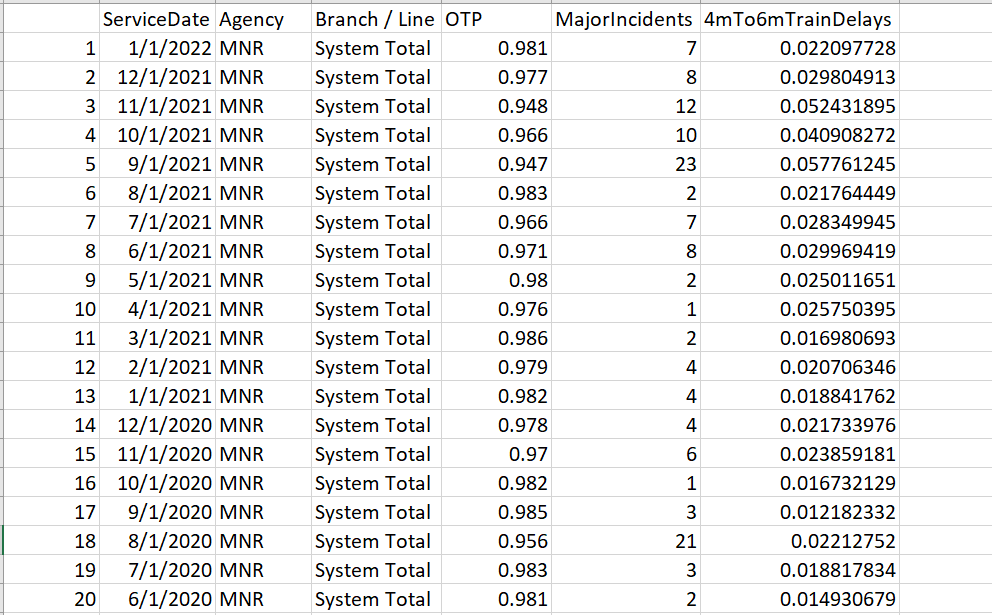 ServiceDate Agency Branch / Line OTP MajorIncidents 4mTo6mTrainDelays
1 1/1/2022 MNR System Total 0.981 7 0.022097728
2 12/1/2021 MNR System Total 0.977 8 0.029804913
3 11/1/2021 MNR System Total 0.948 12 0.052431895
4 10/1/2021 MNR System Total 0.966 10 0.040908272
5 9/1/2021 MNR System Total 0.947 23 0.057761245
6 8/1/2021 MNR System Total 0.983 2 0.021764449
7 7/1/2021 MNR System Total 0.966 7 0.028349945
8 6/1/2021 MNR System Total 0.971 8 0.029969419
9 5/1/2021 MNR System Total 0.98 2 0.025011651
10 4/1/2021 MNR System Total 0.976 1 0.025750395
11 3/1/2021 MNR System Total 0.986 2 0.016980693
12 2/1/2021 MNR System Total 0.979 4 0.020706346
13 1/1/2021 MNR System Total 0.982 4 0.018841762
14 12/1/2020 MNR System Total 0.978 4 0.021733976
15 11/1/2020 MNR System Total 0.97 6 0.023859181
16 10/1/2020 MNR System Total 0.982 1 0.016732129
17 9/1/2020 MNR System Total 0.985 3 0.012182332
18 8/1/2020 MNR System Total 0.956 21 0.02212752
19 7/1/2020 MNR System Total 0.983 3 0.018817834
20 6/1/2020 MNR System Total 0.981 2 0.014930679